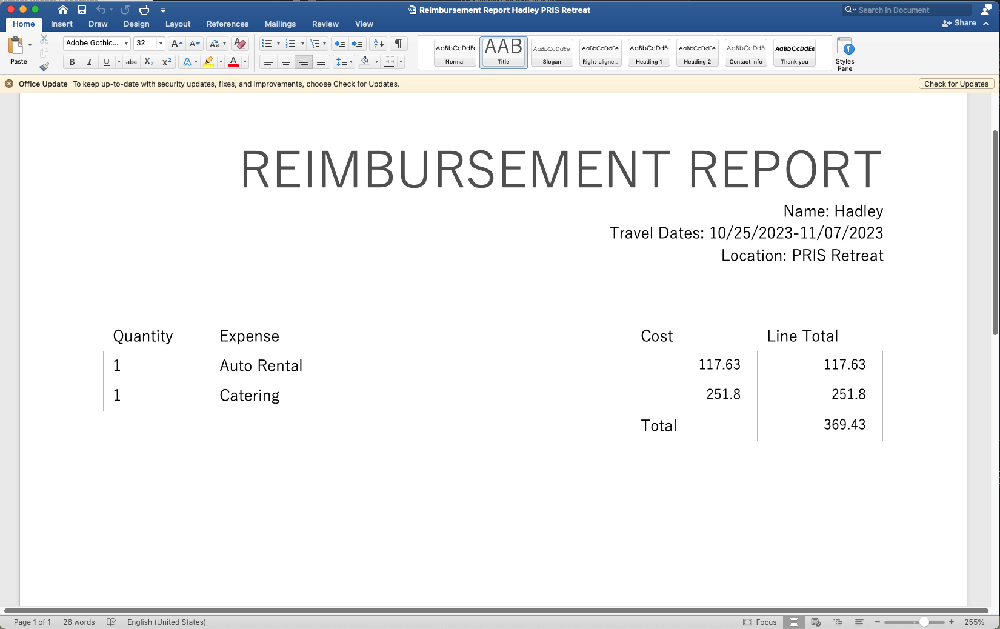 Reimbursement Report Hadley PRIS Retreat
Search in Document
Home Insert Draw Design Layout References Mailings Review View
Share
Paste
Adobe Gothic... 32
AaBbCcDdEe Normal
AAB Title
AaBbCcDdEe Slogan
AaBbCcDdEe Right-aligne...
AaBbCcDdEe Heading 1
AaBbCcDdEe Heading 2
AaBbCcDdEe Contact Info
AaBbCcDdEe Thank you
Styles Pane
Office Update To keep up-to-date with security updates, fixes, and improvements, choose Check for Updates.
Check for Updates
REIMBURSEMENT REPORT
Name: Hadley
Travel Dates: 10/25/2023-11/07/2023
Location: PRIS Retreat
Quantity Expense Cost Line Total
1 Auto Rental 117.63 117.63
1 Catering 251.8 251.8
Total 369.43
Page 1 of 1 26 words English (United States)
Focus 255%